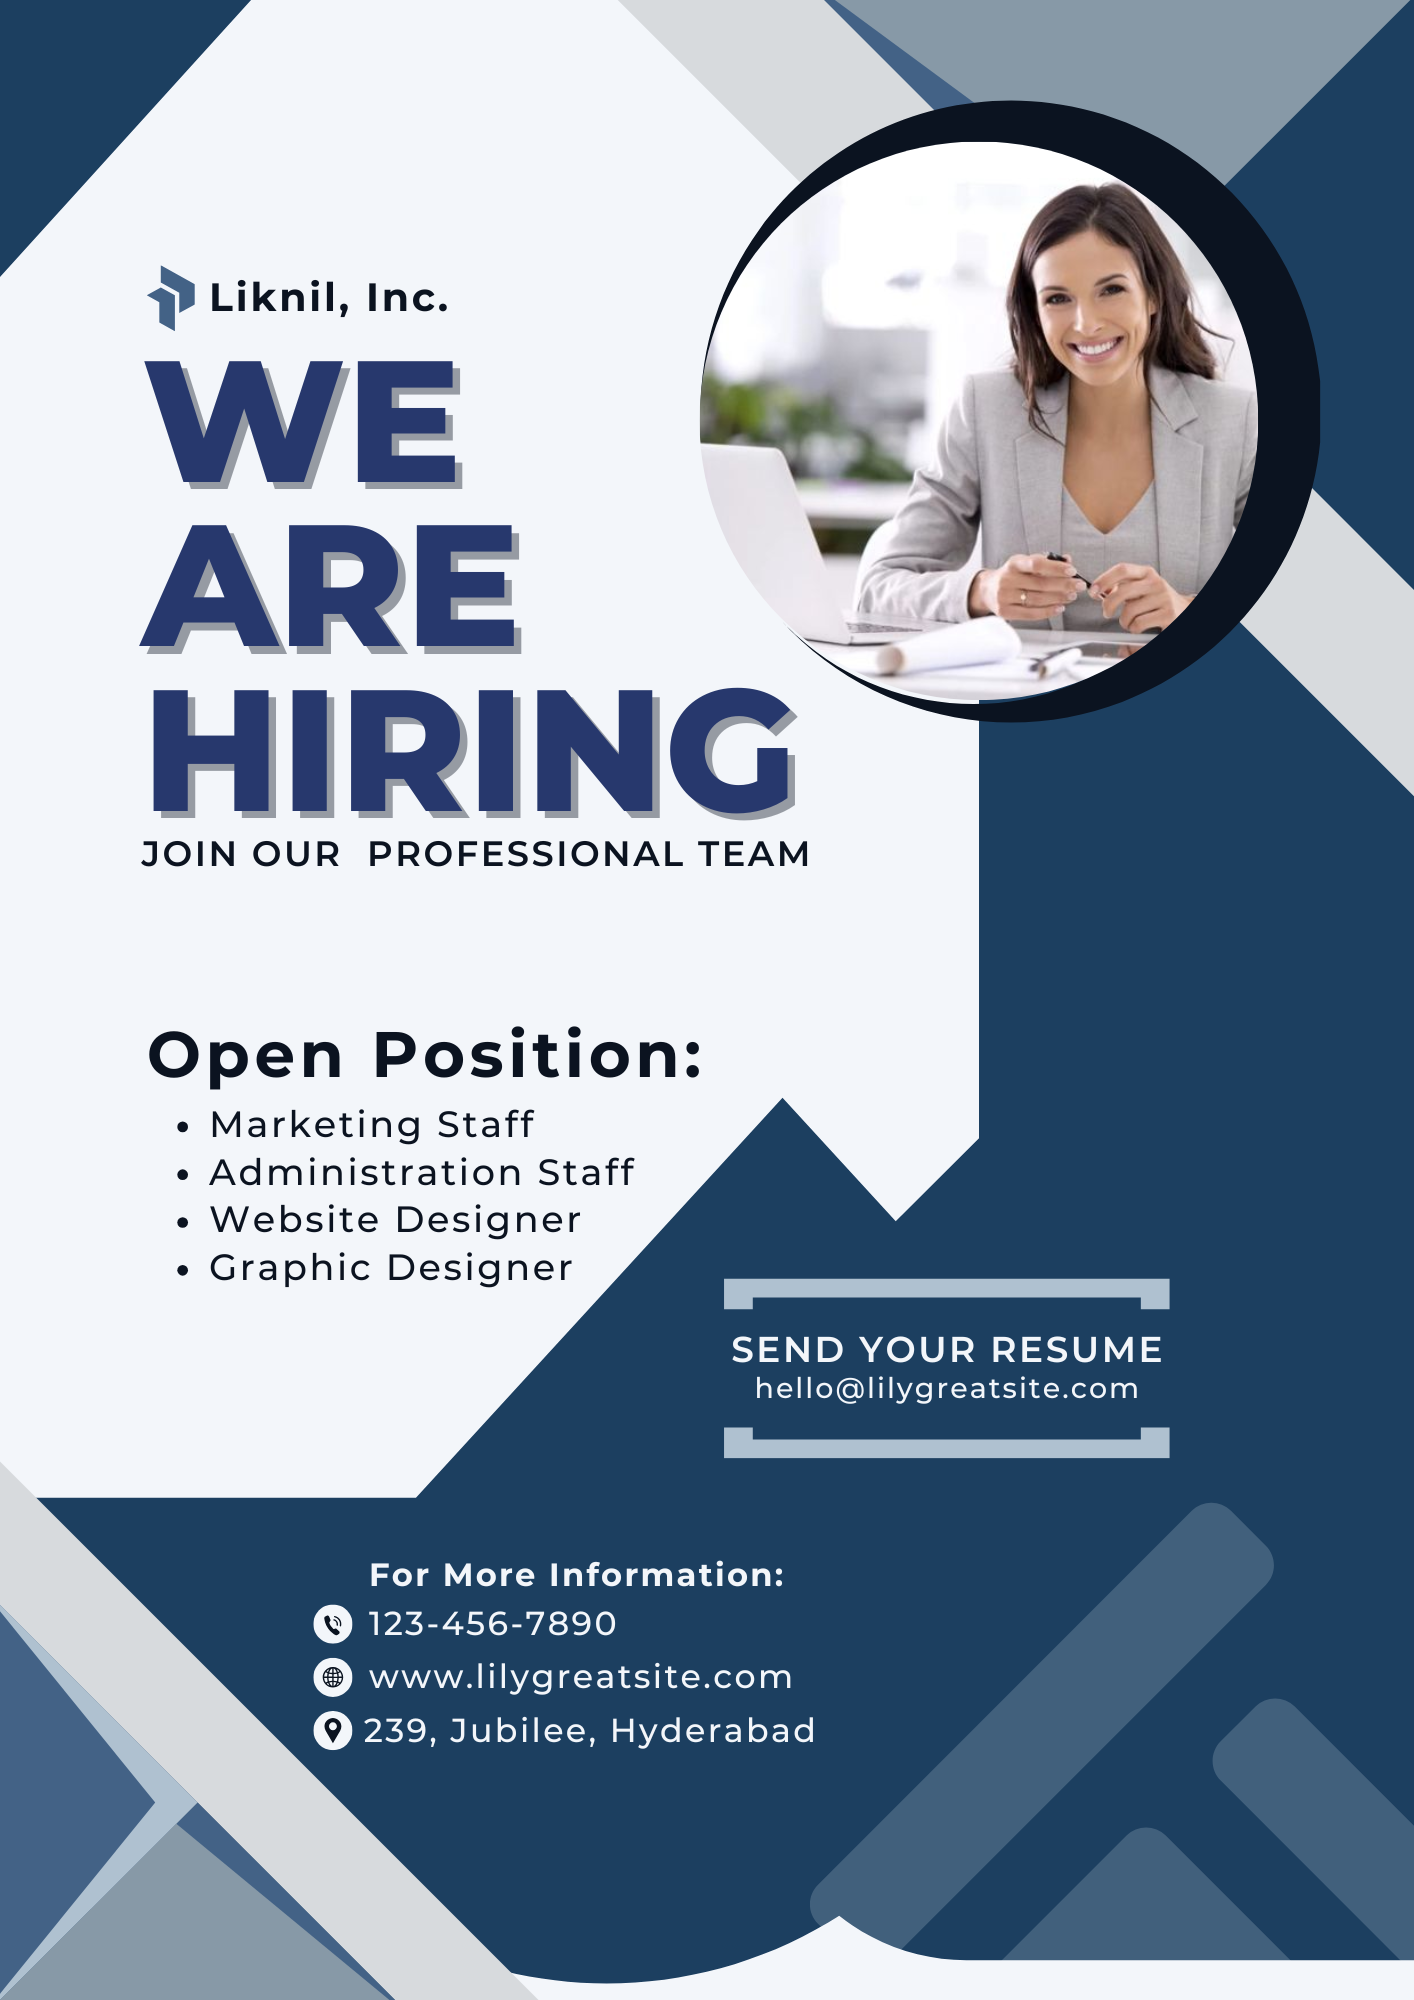 Liknil, Inc.
WE
ARE
HIRING
JOIN OUR  PROFESSIONAL TEAM
Open Position:
• Marketing Staff
• Administration Staff
• Website Designer
• Graphic Designer
SEND YOUR RESUME
hello@lilygreatsite.com
For More Information:
123-456-7890
www.lilygreatsite.com
239, Jubilee, Hyderabad